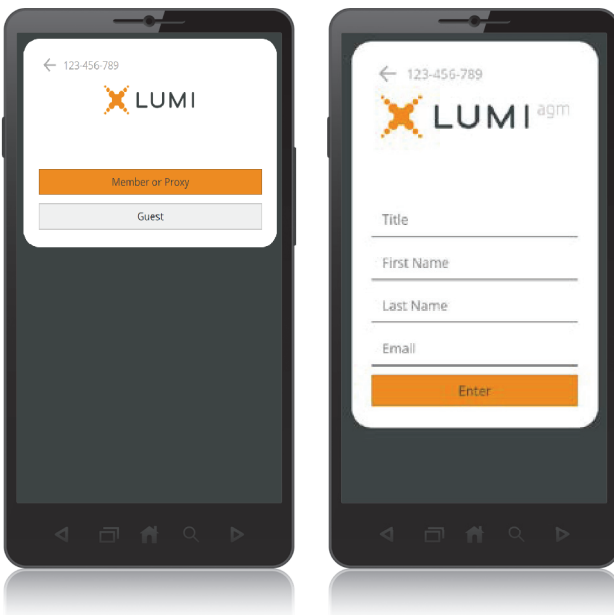 123-456-789
LUMI
Member or Proxy
Guest
123-456-789
LUMI agm
Title
First Name
Last Name
Email
Enter